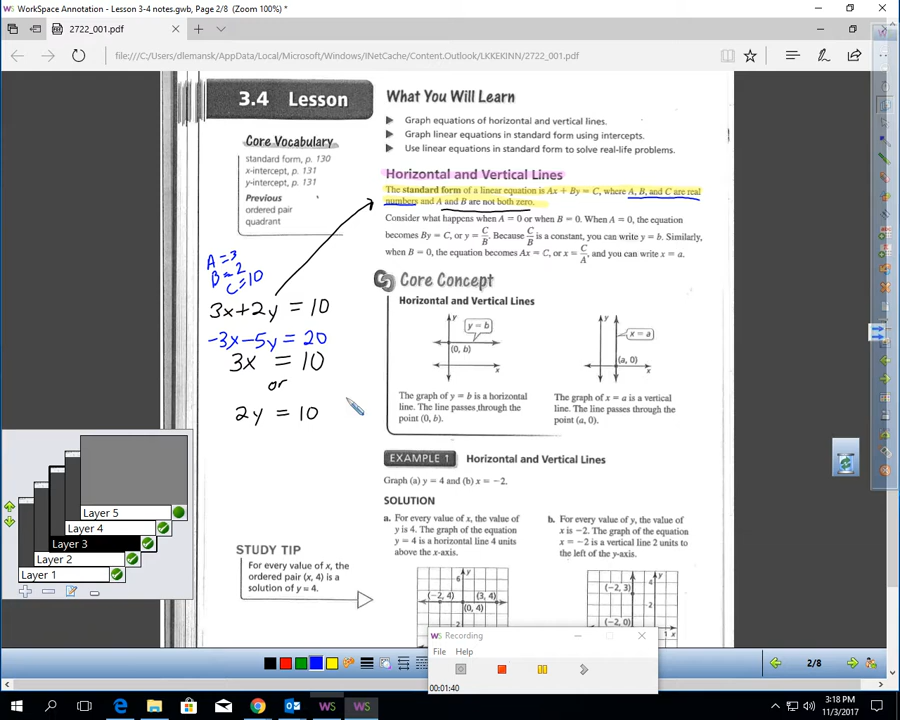 WorkSpace Annotation - Lesson 3-4 notes.gwb, Page 2/8 (Zoom 100%) *
2722_001.pdf
file:///C:/Users/dlemansk/AppData/Local/Microsoft/Windows/INetCache/Content.Outlook/LKKEKINN/2722_001.pdf
3.4 Lesson
What You Will Learn
Graph equations of horizontal and vertical lines.
Graph linear equations in standard form using intercepts.
Use linear equations in standard form to solve real-life problems.
Core Vocabulary
standard form, p. 130
x-intercept, p. 131
y-intercept, p. 131
Previous
ordered pair
quadrant
Horizontal and Vertical Lines
The standard form of a linear equation is Ax + By = C, where A, B, and C are real
numbers and A and B are not both zero.
Consider what happens when A = 0 or when B = 0. When A = 0, the equation
becomes By = C, or y = C/B. Because C/B is a constant, you can write y = b. Similarly,
when B = 0, the equation becomes Ax = C, or x = C/A, and you can write x = a.
A = 3
B = 2
C = 10
3x + 2y = 10
-3x - 5y = 20
3x = 10
or
2y = 10
Core Concept
Horizontal and Vertical Lines
y
y = b
(0, b)
x
y
x = a
(a, 0)
x
The graph of y = b is a horizontal
line. The line passes through the
point (0, b).
The graph of x = a is a vertical
line. The line passes through the
point (a, 0).
EXAMPLE 1 Horizontal and Vertical Lines
Graph (a) y = 4 and (b) x = −2.
SOLUTION
a. For every value of x, the value of
y is 4. The graph of the equation
y = 4 is a horizontal line 4 units
above the x-axis.
b. For every value of y, the value of
x is −2. The graph of the equation
x = −2 is a vertical line 2 units to
the left of the y-axis.
STUDY TIP
For every value of x, the
ordered pair (x, 4) is a
solution of y = 4.
6
y
(−2, 4)
(3, 4)
(0, 4)
2
4
y
(−2, 3)
2
(−2, 0)
1 x
Layer 5
Layer 4
Layer 3
Layer 2
Layer 1
WS Recording
File Help
00:01:40
2/8
WS
WS
3:18 PM
11/3/2017